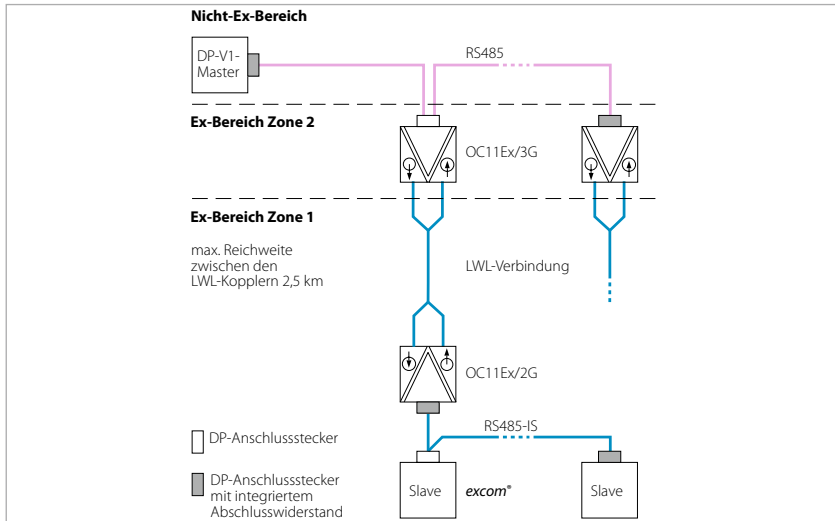 Nicht-Ex-Bereich
DP-V1-
Master
RS485
Ex-Bereich Zone 2
OC11Ex/3G
Ex-Bereich Zone 1
max. Reichweite
zwischen den
LWL-Kopplern 2,5 km
LWL-Verbindung
OC11Ex/2G
RS485-IS
DP-Anschlussstecker
DP-Anschlussstecker
mit integriertem
Abschlusswiderstand
Slave
excom®
Slave